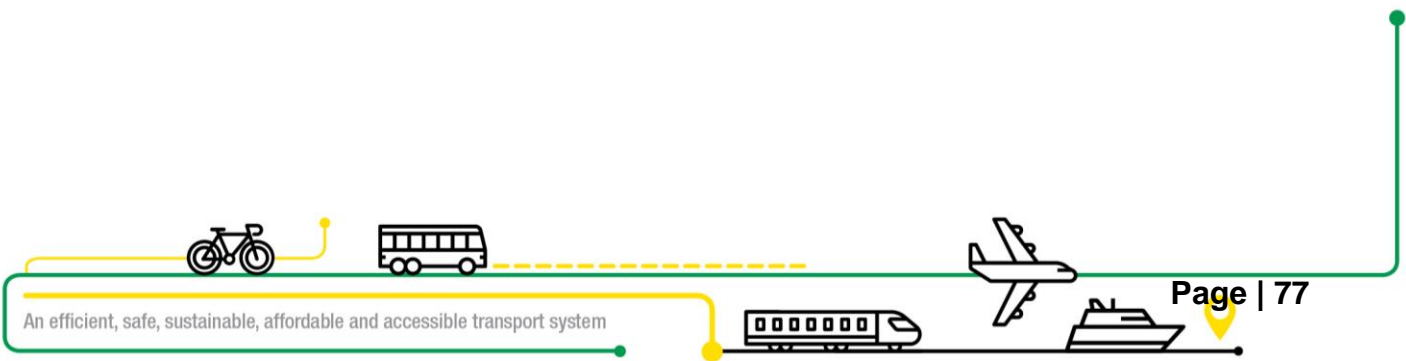 Page | 77
An efficient, safe, sustainable, affordable and accessible transport system